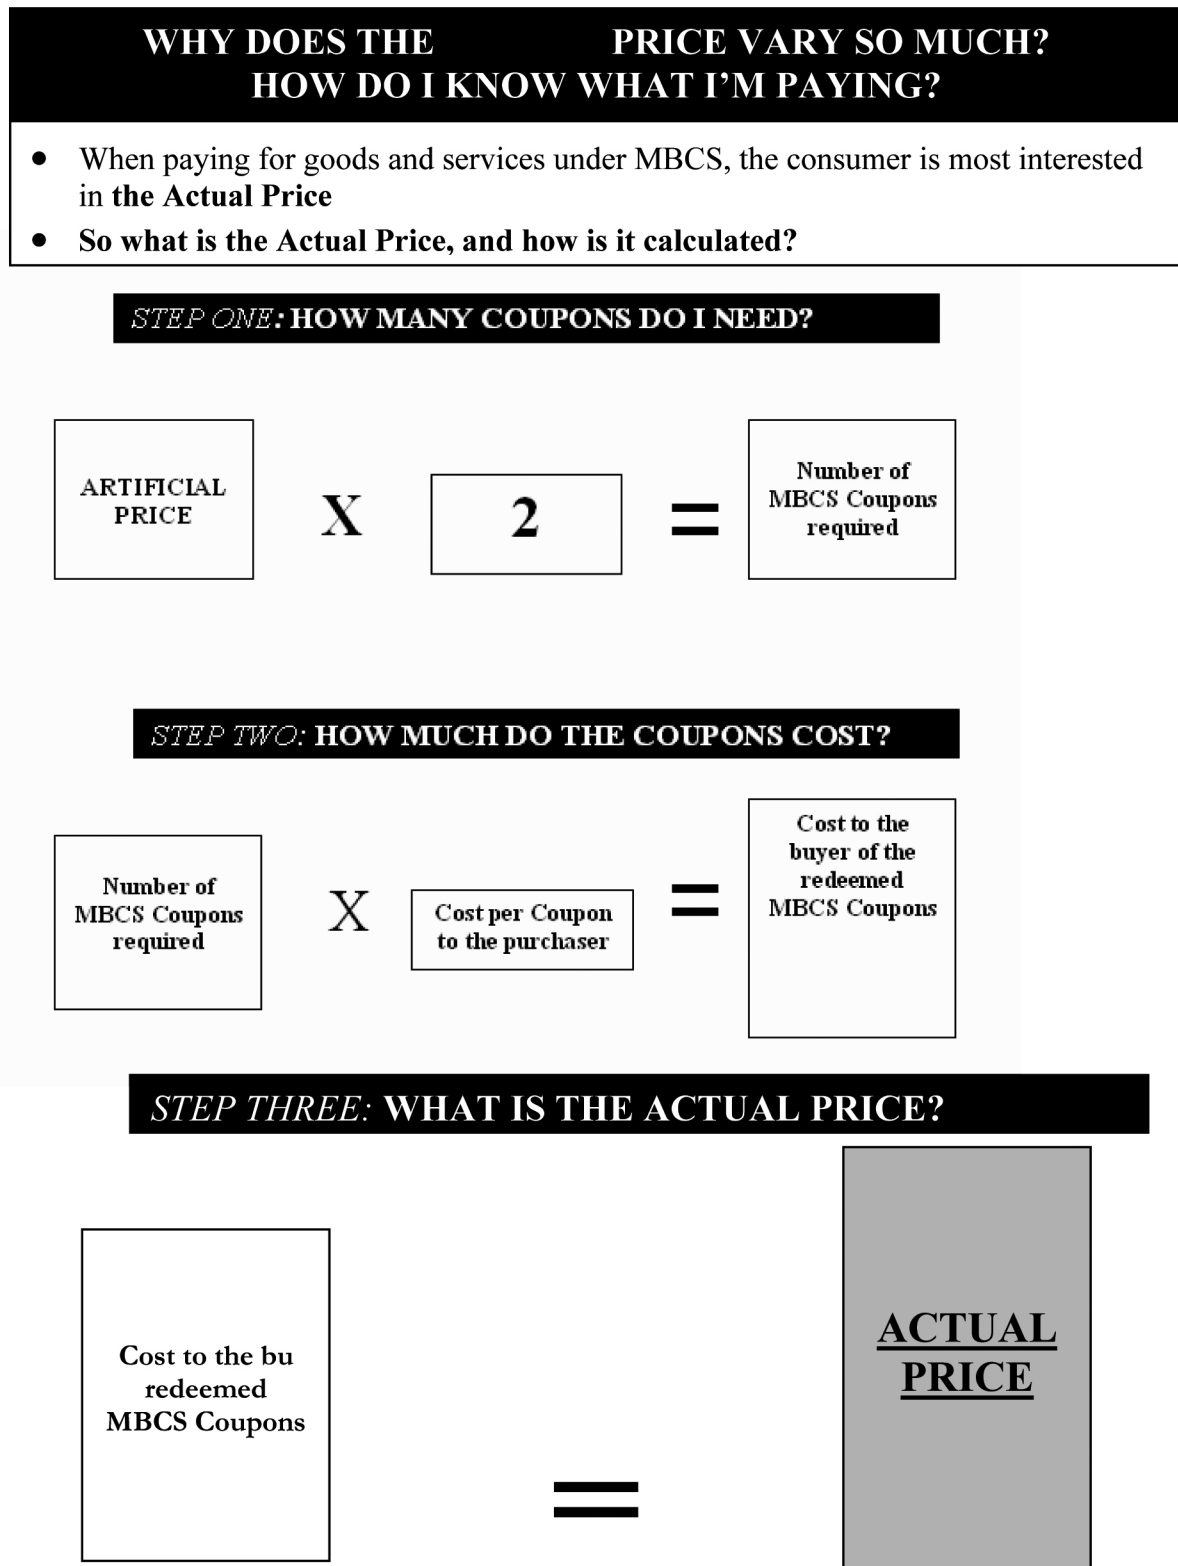 WHY DOES THE PRICE VARY SO MUCH?
HOW DO I KNOW WHAT I'M PAYING?
• When paying for goods and services under MBCS, the consumer is most interested
in the Actual Price
• So what is the Actual Price, and how is it calculated?
STEP ONE: HOW MANY COUPONS DO I NEED?
ARTIFICIAL
PRICE
X
2
=
Number of
MBCS Coupons
required
STEP TWO: HOW MUCH DO THE COUPONS COST?
Number of
MBCS Coupons
required
X
Cost per Coupon
to the purchaser
=
Cost to the
buyer of the
redeemed
MBCS Coupons
STEP THREE: WHAT IS THE ACTUAL PRICE?
Cost to the bu
redeemed
MBCS Coupons
=
ACTUAL
PRICE